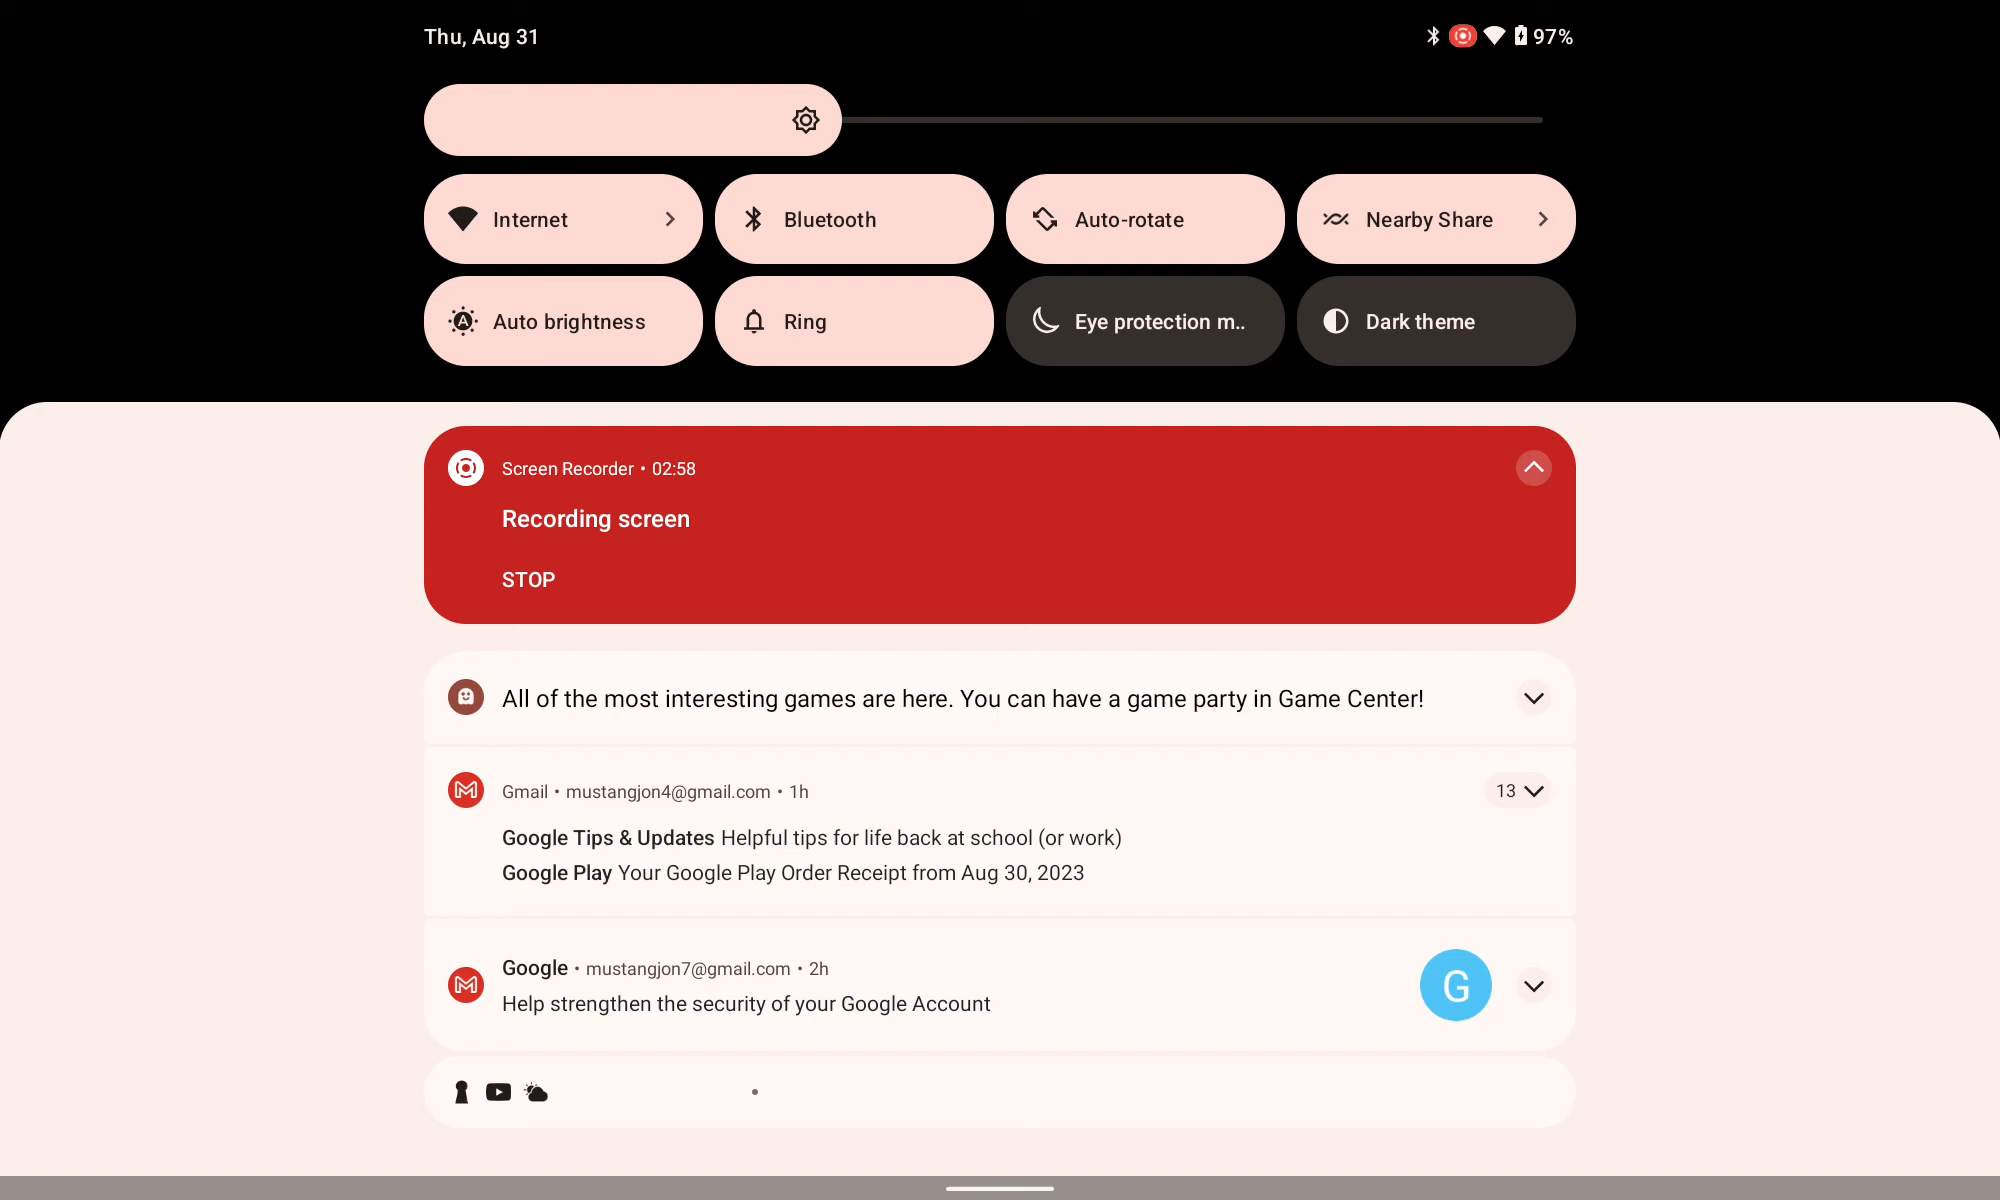 Thu, Aug 31
97%
Internet
Bluetooth
Auto-rotate
Nearby Share
Auto brightness
Ring
Eye protection m..
Dark theme
Screen Recorder • 02:58
Recording screen
STOP
All of the most interesting games are here. You can have a game party in Game Center!
Gmail • mustangjon4@gmail.com • 1h
13
Google Tips & Updates Helpful tips for life back at school (or work)
Google Play Your Google Play Order Receipt from Aug 30, 2023
Google • mustangjon7@gmail.com • 2h
G
Help strengthen the security of your Google Account